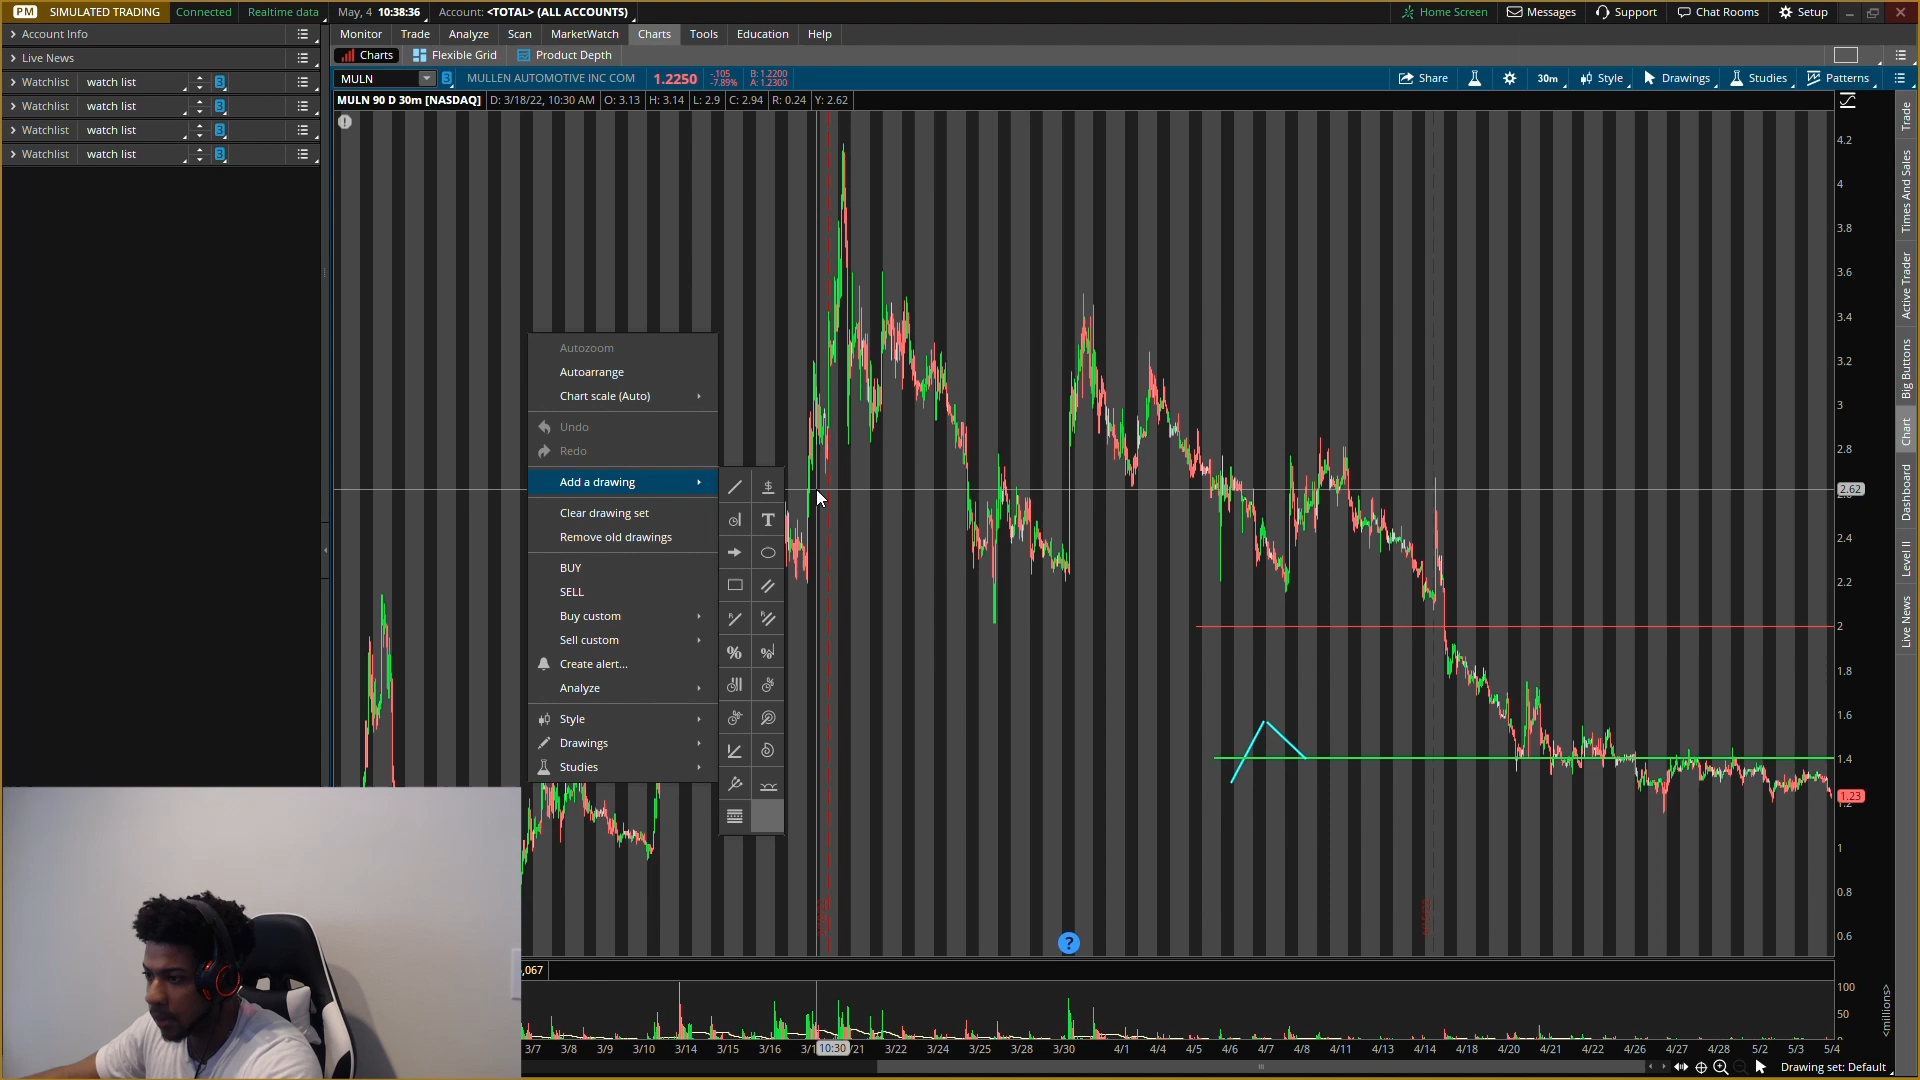 PM SIMULATED TRADING Connected Realtime data May, 4 10:38:36 Account: <TOTAL> (ALL ACCOUNTS) Home Screen Messages Support Chat Rooms Setup
Account Info
Live News
Watchlist watch list 3
Watchlist watch list 3
Watchlist watch list 3
Watchlist watch list 3
Monitor Trade Analyze Scan MarketWatch Charts Tools Education Help
Charts Flexible Grid Product Depth
MULN 3 MULLEN AUTOMOTIVE INC COM 1.2250 -.105 -7.89% B: 1.2200 A: 1.2300 Share 30m Style Drawings Studies Patterns
MULN 90 D 30m [NASDAQ] D: 3/18/22, 10:30 AM O: 3.13 H: 3.14 L: 2.9 C: 2.94 R: 0.24 Y: 2.62
Autozoom
Autoarrange
Chart scale (Auto)
Undo
Redo
Add a drawing
Clear drawing set
Remove old drawings
BUY
SELL
Buy custom
Sell custom
Create alert...
Analyze
Style
Drawings
Studies
$
T
%
%
4.2
4
3.8
3.6
3.4
3.2
3
2.8
2.62
2.4
2.2
2
1.8
1.6
1.4
1.23
1
0.8
0.6
?
,067
100
50
<millions>
3/7 3/8 3/9 3/10 3/14 3/15 3/16 10:30 3/22 3/24 3/25 3/28 3/30 4/1 4/4 4/5 4/6 4/7 4/8 4/11 4/13 4/14 4/18 4/20 4/21 4/22 4/26 4/27 4/28 5/2 5/3 5/4
Drawing set: Default
Trade
Times And Sales
Active Trader
Big Buttons
Chart
Dashboard
Level II
Live News